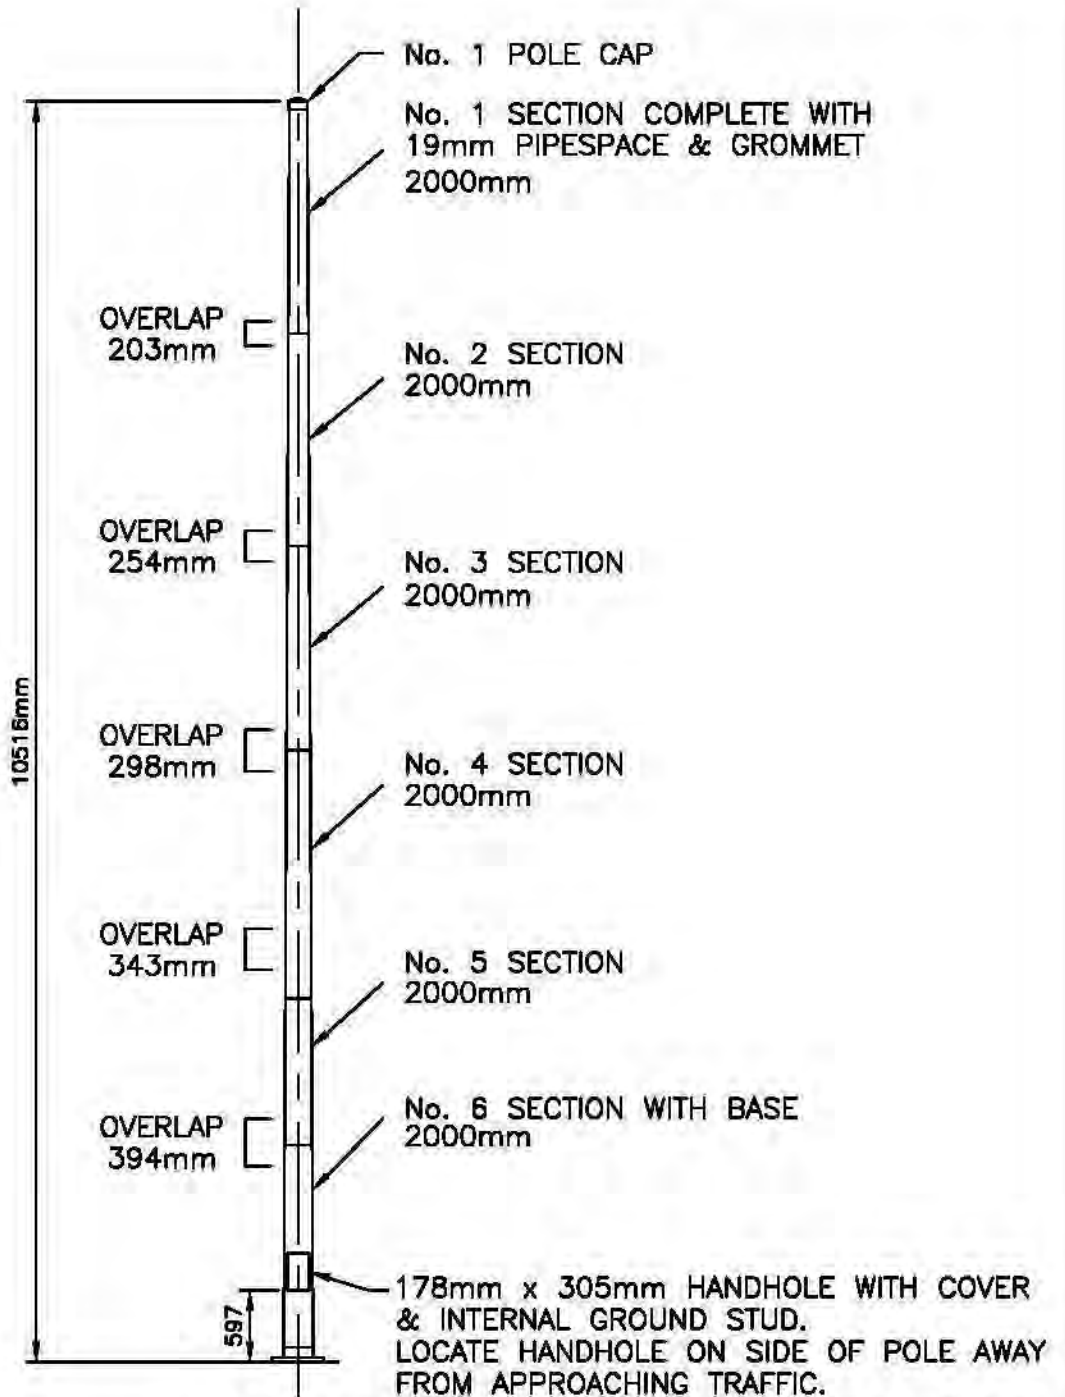 No. 1 POLE CAP
No. 1 SECTION COMPLETE WITH
19mm PIPESPACE & GROMMET
2000mm
OVERLAP
203mm
No. 2 SECTION
2000mm
OVERLAP
254mm
No. 3 SECTION
2000mm
10516mm
OVERLAP
298mm
No. 4 SECTION
2000mm
OVERLAP
343mm
No. 5 SECTION
2000mm
OVERLAP
394mm
No. 6 SECTION WITH BASE
2000mm
597
178mm x 305mm HANDHOLE WITH COVER
& INTERNAL GROUND STUD.
LOCATE HANDHOLE ON SIDE OF POLE AWAY
FROM APPROACHING TRAFFIC.